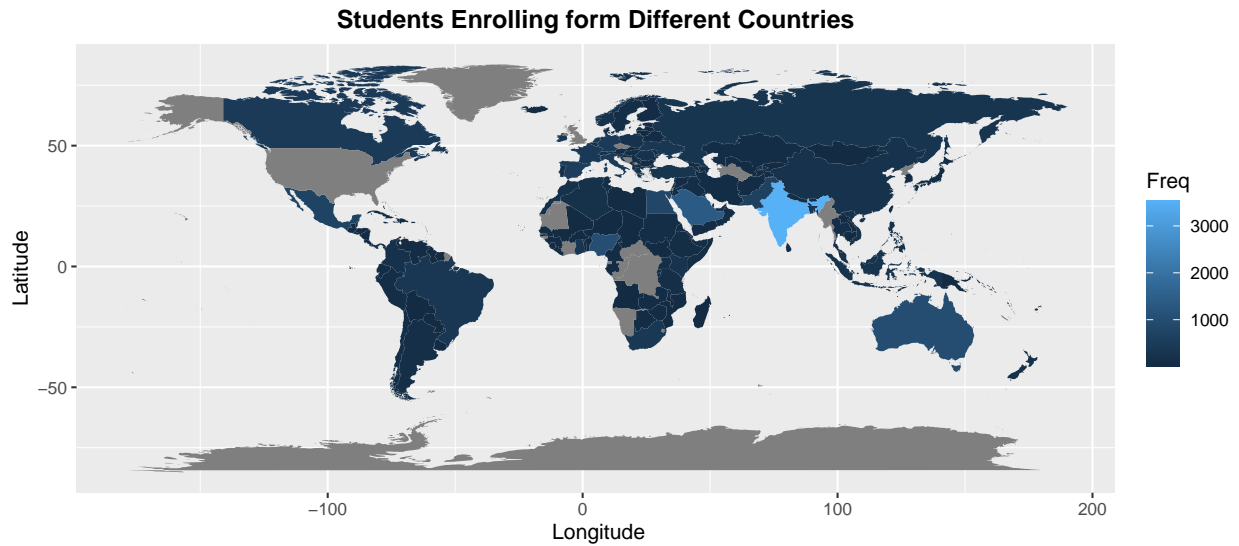 Students Enrolling form Different Countries
Latitude
50
0
−50
−100
0
100
200
Longitude
Freq
3000
2000
1000